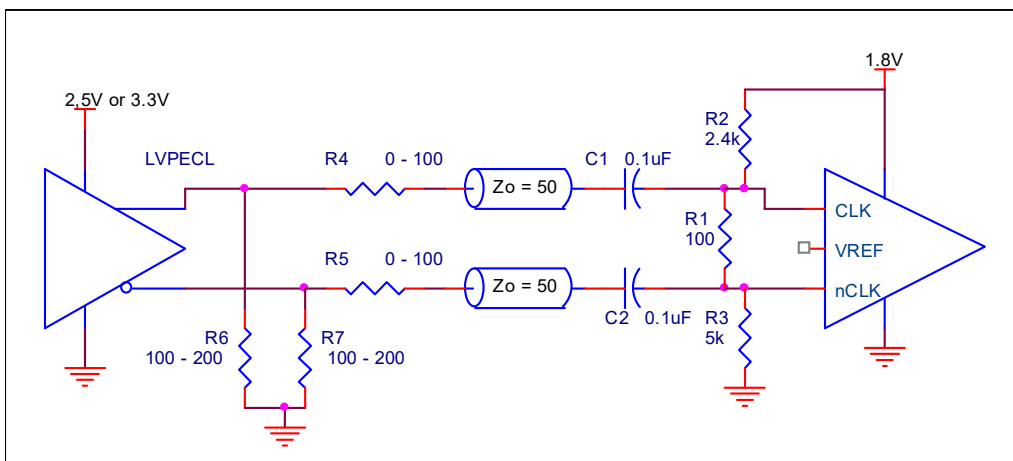 1.8V
2,5V or 3.3V
R2
2.4k
LVPECL
R4 0 - 100
C1 0.1uF
Zo = 50
CLK
R1
100
VREF
R5 0 - 100
Zo = 50
nCLK
C2 0.1uF
R3
5k
R6
100 - 200
R7
100 - 200